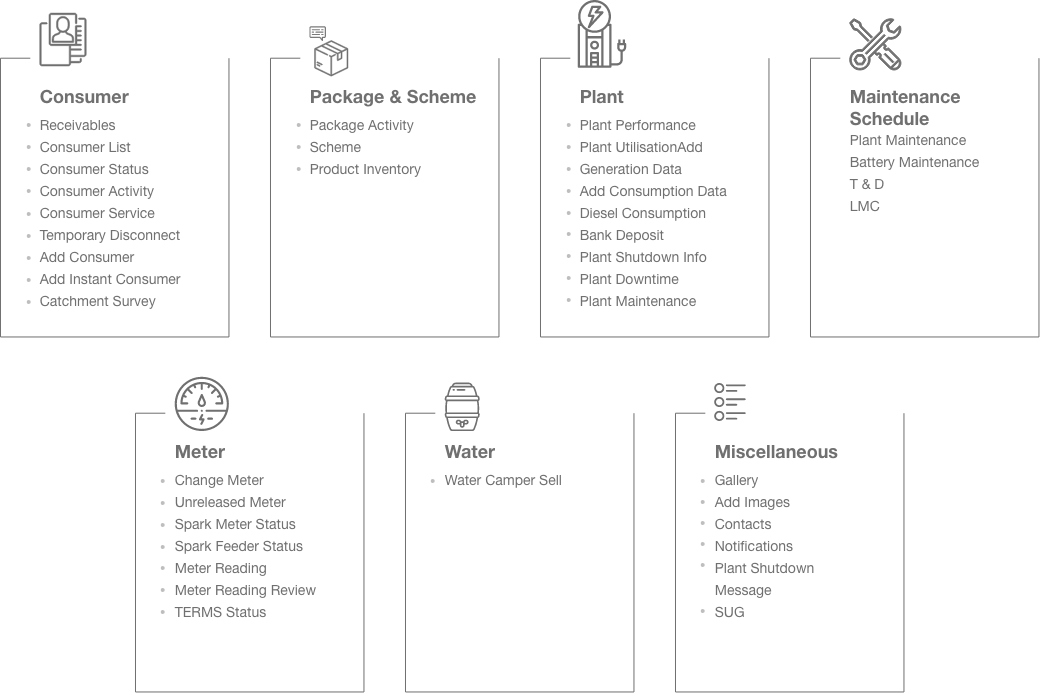 Consumer
Receivables
Consumer List
Consumer Status
Consumer Activity
Consumer Service
Temporary Disconnect
Add Consumer
Add Instant Consumer
Catchment Survey
Package & Scheme
Package Activity
Scheme
Product Inventory
Plant
Plant Performance
Plant UtilisationAdd
Generation Data
Add Consumption Data
Diesel Consumption
Bank Deposit
Plant Shutdown Info
Plant Downtime
Plant Maintenance
Maintenance
Schedule
Plant Maintenance
Battery Maintenance
T & D
LMC
Meter
Change Meter
Unreleased Meter
Spark Meter Status
Spark Feeder Status
Meter Reading
Meter Reading Review
TERMS Status
Water
Water Camper Sell
Miscellaneous
Gallery
Add Images
Contacts
Notifications
Plant Shutdown
Message
SUG